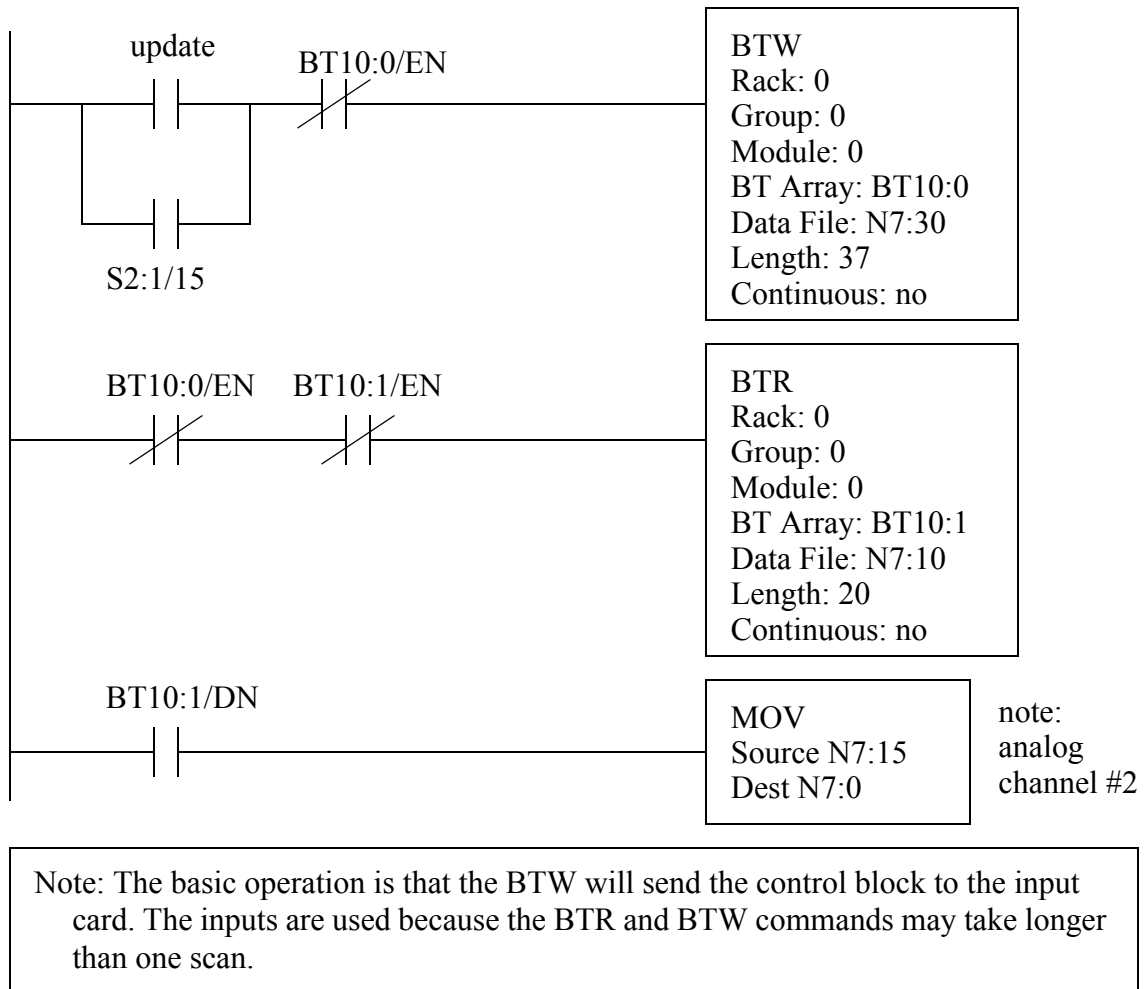 update
BT10:0/EN
S2:1/15
BTW
Rack: 0
Group: 0
Module: 0
BT Array: BT10:0
Data File: N7:30
Length: 37
Continuous: no
BT10:0/EN
BT10:1/EN
BTR
Rack: 0
Group: 0
Module: 0
BT Array: BT10:1
Data File: N7:10
Length: 20
Continuous: no
BT10:1/DN
MOV
Source N7:15
Dest N7:0
note:
analog
channel #2
Note: The basic operation is that the BTW will send the control block to the input
card. The inputs are used because the BTR and BTW commands may take longer
than one scan.